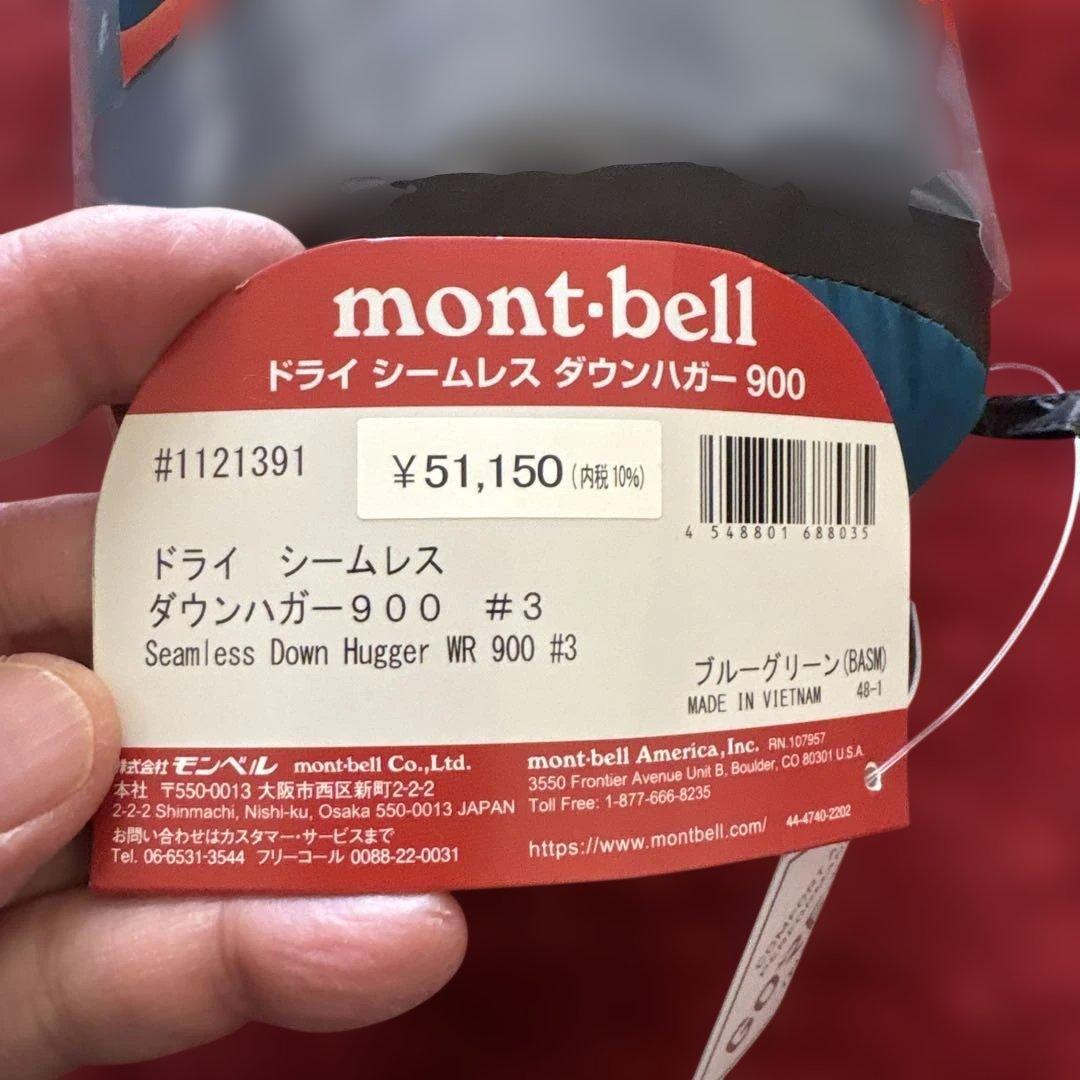 mont·bell
ドライ シームレス ダウンハガー 900
#1121391
￥51,150(内税10%)
4 548801 688035
ドライ　シームレス
ダウンハガー９００　＃３
Seamless Down Hugger WR 900 #3
ブルーグリーン(BASM)
MADE IN VIETNAM 48-1
株式会社 モンベル mont·bell Co.,Ltd.
本社 〒550-0013 大阪市西区新町2-2-2
2-2-2 Shinmachi, Nishi-ku, Osaka 550-0013 JAPAN
お問い合わせはカスタマー・サービスまで
Tel. 06-6531-3544 フリーコール 0088-22-0031
mont·bell America,Inc. RN.107957
3550 Frontier Avenue Unit B, Boulder, CO 80301 U.S.A.
Toll Free: 1-877-666-8235
https://www.montbell.com/ 44-4740-2202